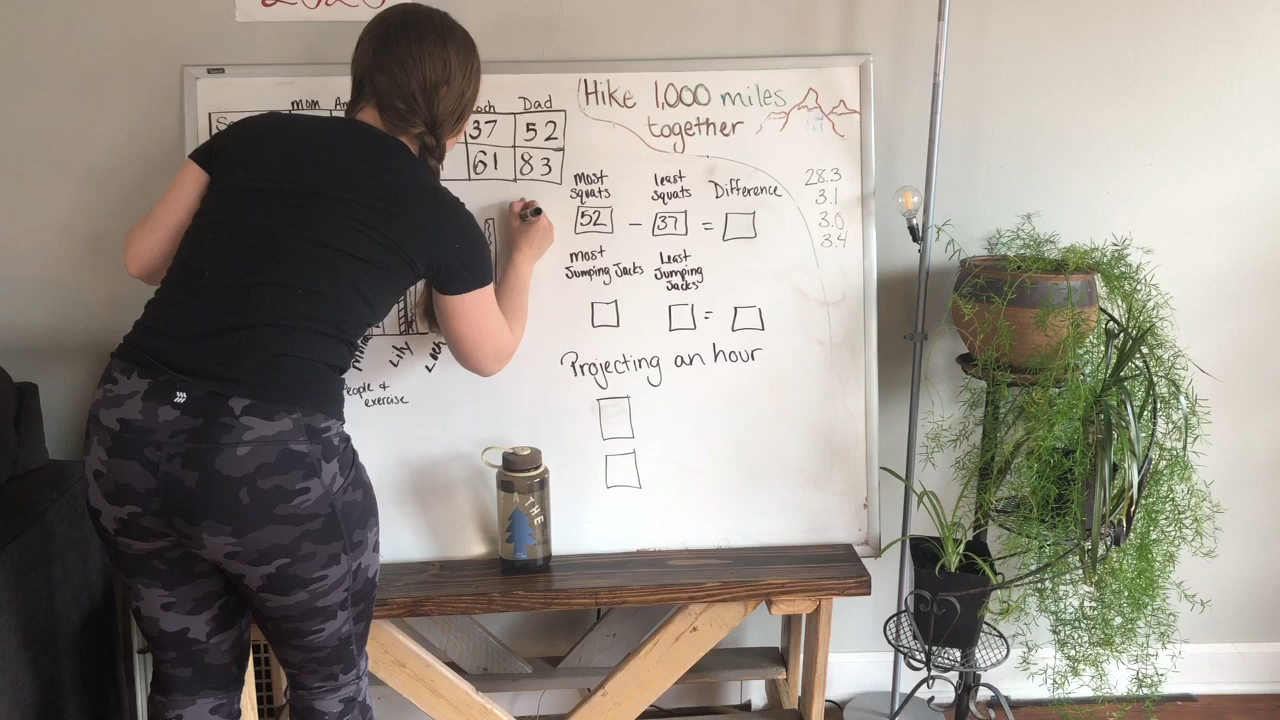 2020
mom
Dad
37 52
61 83
Hike 1,000 miles
together
most
squats
least
squats
Difference
52 - 37 =
most
Jumping Jacks
Least
Jumping
Jacks
=
Projecting an hour
28.3
3.1
3.0
3.4
Lily
People +
exercise
THE